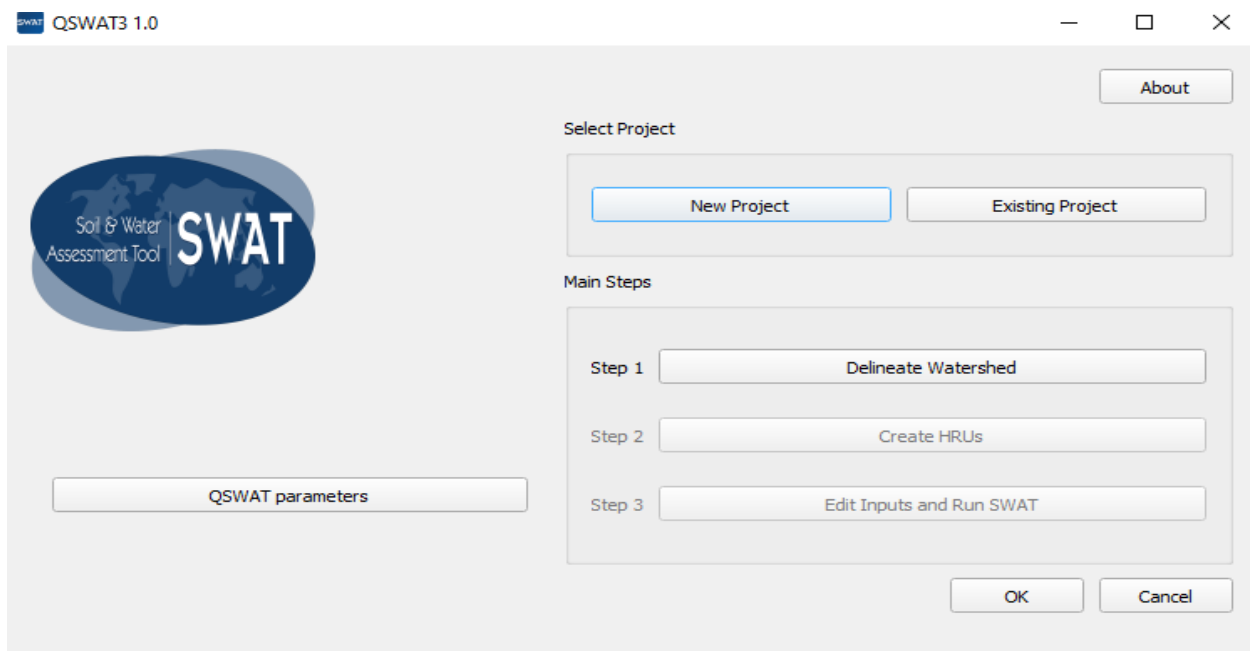 SWAT QSWAT3 1.0
About
Select Project
Soil & Water
Assessment Tool
SWAT
New Project
Existing Project
Main Steps
Step 1
Delineate Watershed
Step 2
Create HRUs
QSWAT parameters
Step 3
Edit Inputs and Run SWAT
OK
Cancel